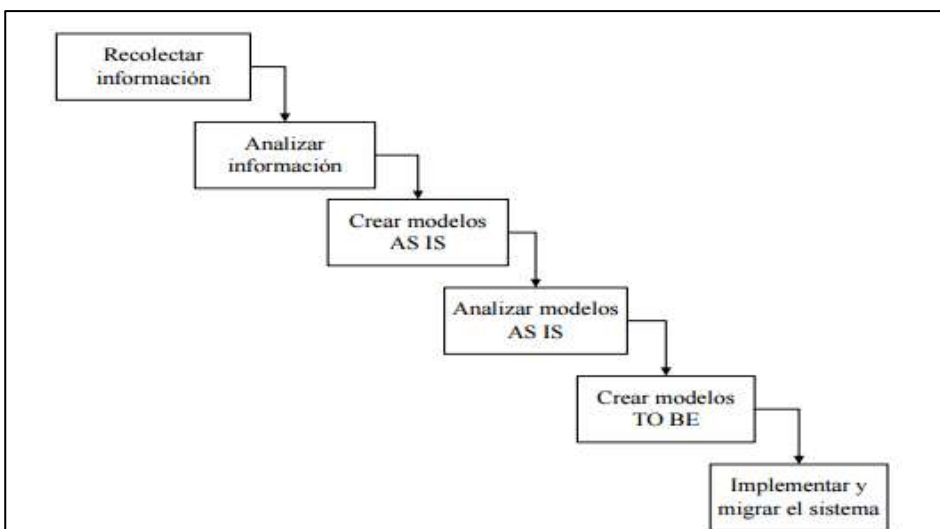 Recolectar
información
Analizar
información
Crear modelos
AS IS
Analizar modelos
AS IS
Crear modelos
TO BE
Implementar y
migrar el sistema